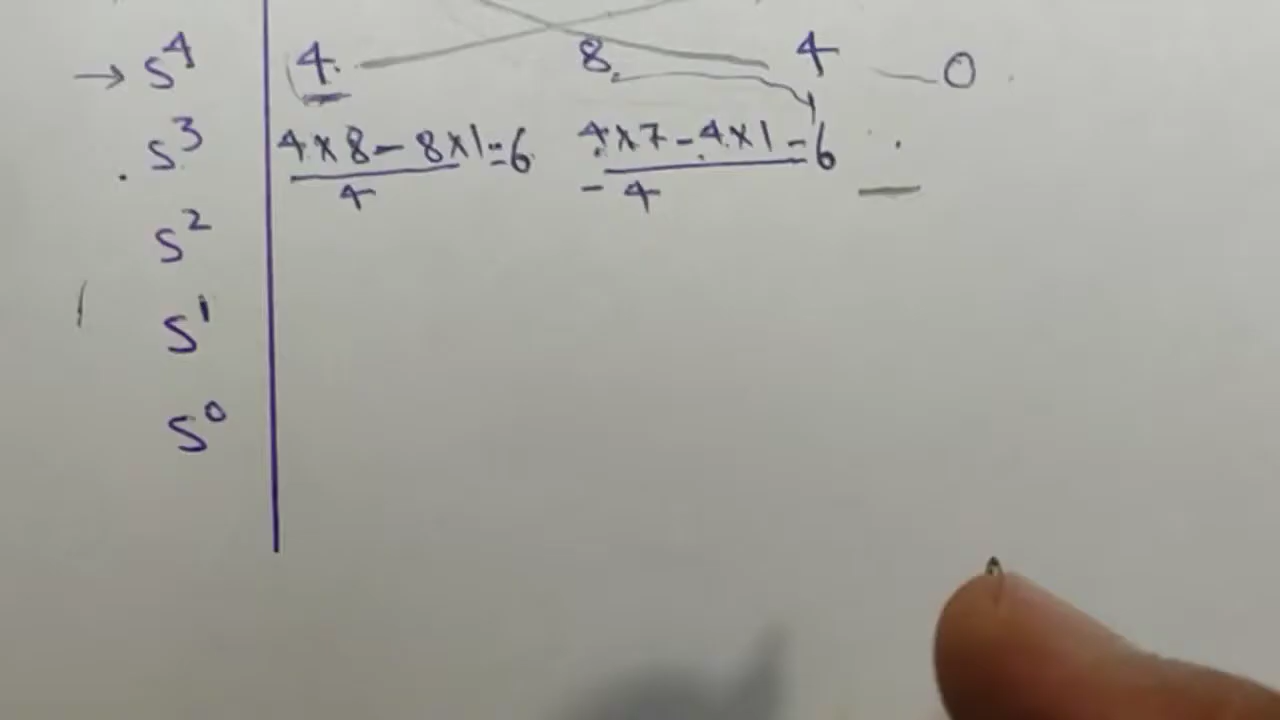 → s⁴ 4 8 4 0
s³ 4×8-8×1/4 = 6 4×7-4×1/4 = 6
s²
s¹
s⁰